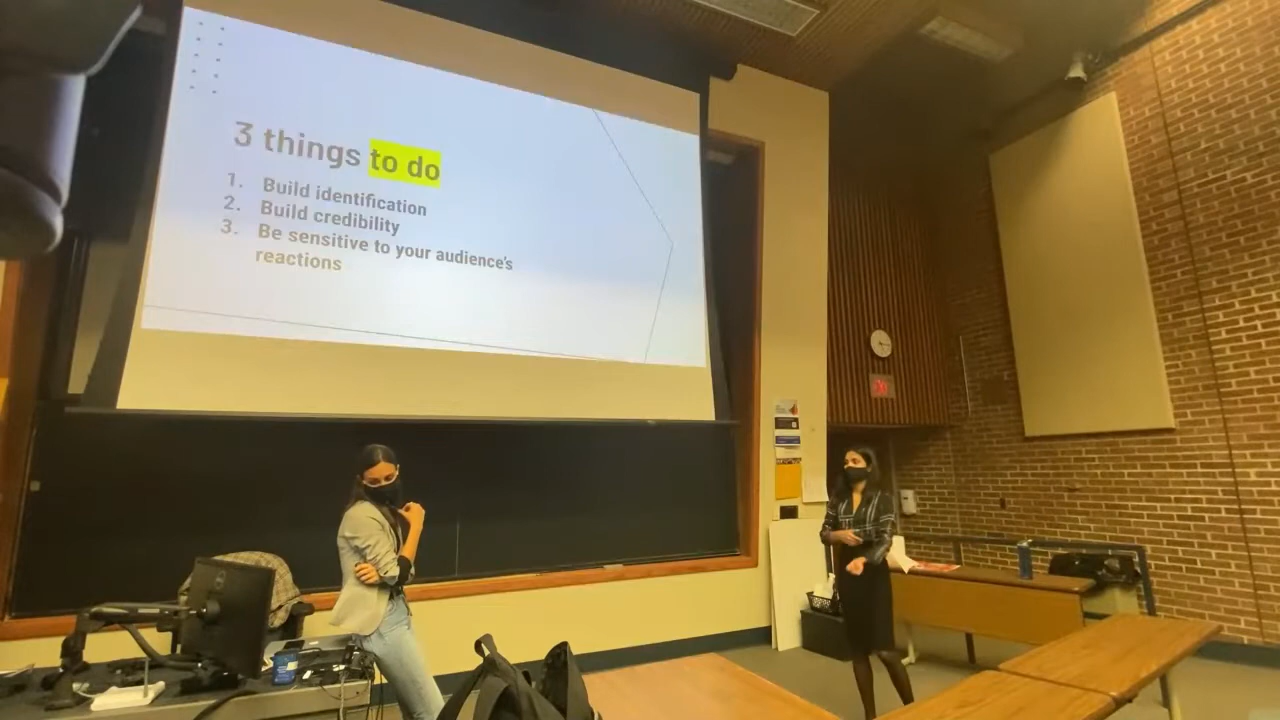 3 things to do
1. Build identification
2. Build credibility
3. Be sensitive to your audience's
reactions